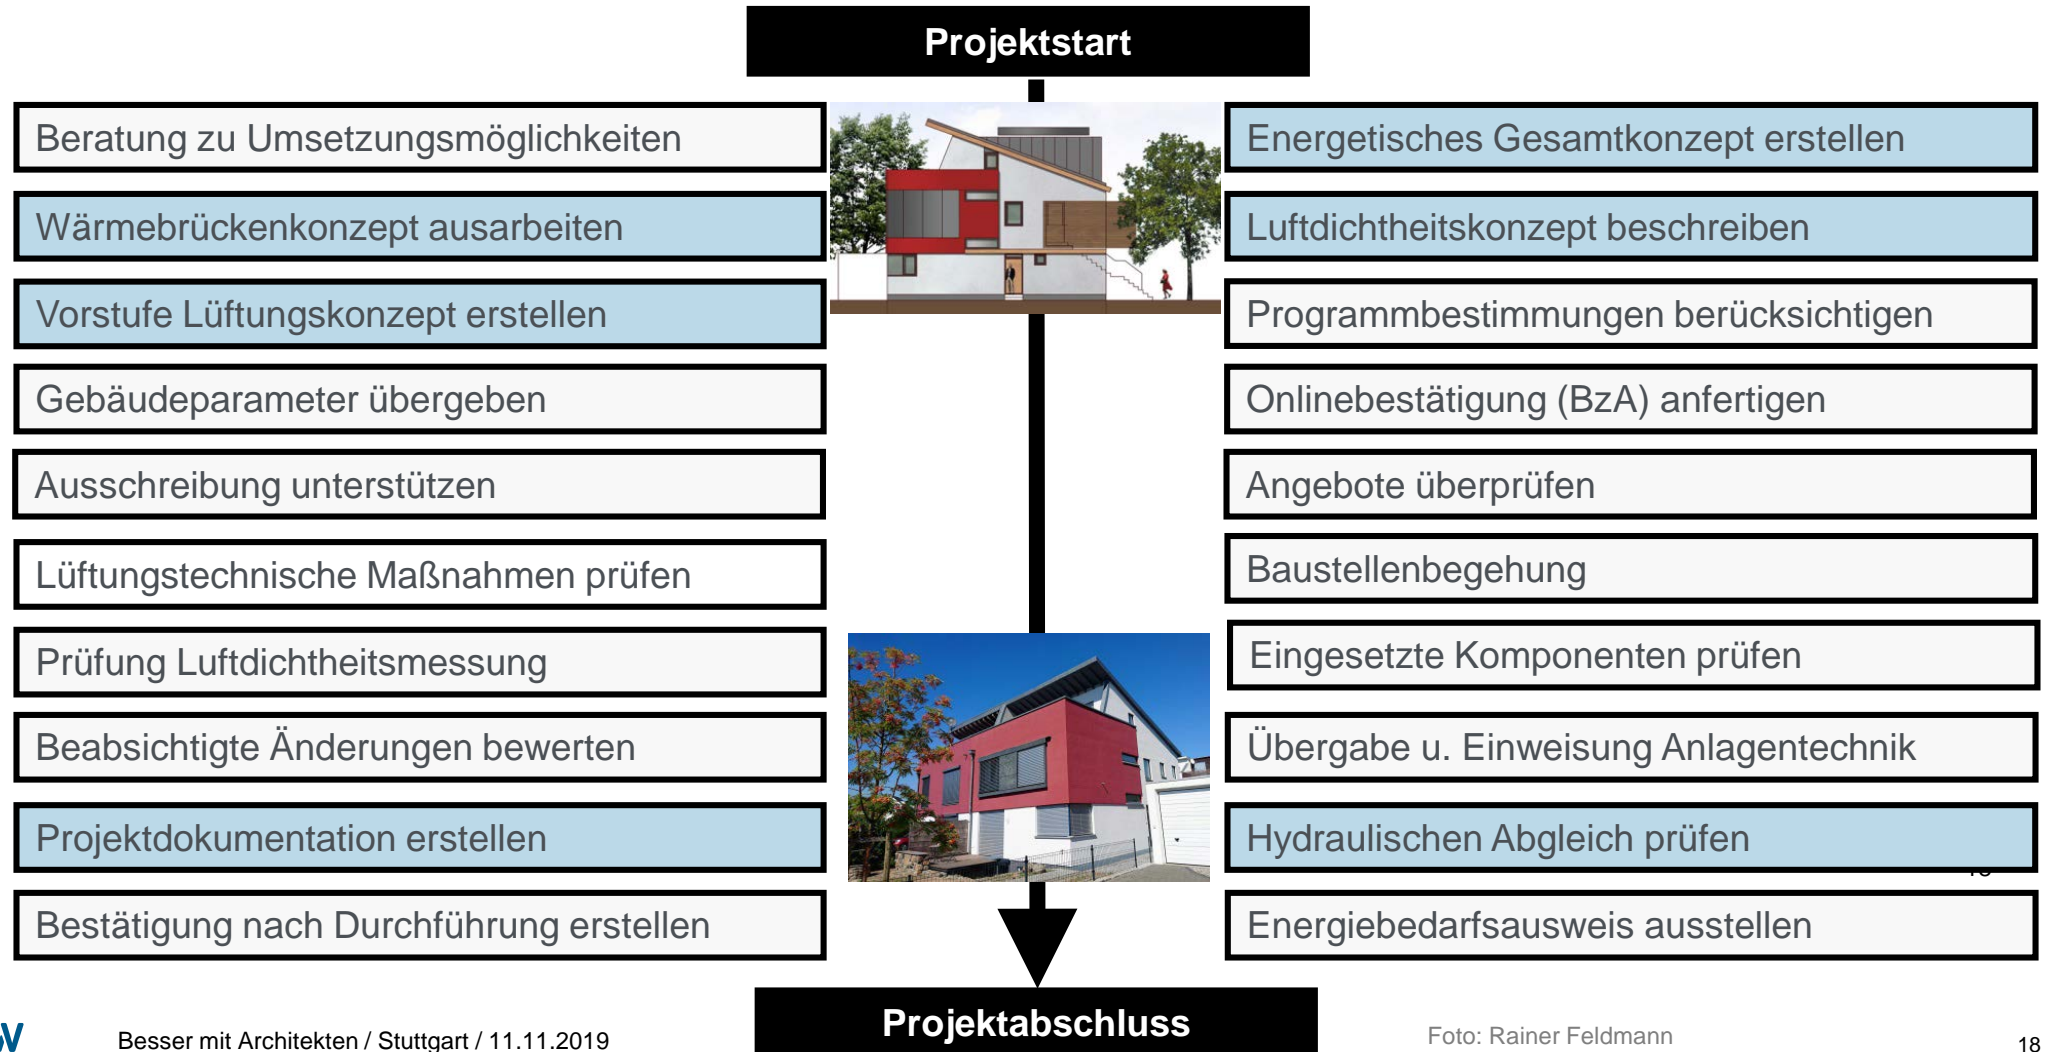 Projektstart
Beratung zu Umsetzungsmöglichkeiten
Energetisches Gesamtkonzept erstellen
Wärmebrückenkonzept ausarbeiten
Luftdichtheitskonzept beschreiben
Vorstufe Lüftungskonzept erstellen
Programmbestimmungen berücksichtigen
Gebäudeparameter übergeben
Onlinebestätigung (BzA) anfertigen
Ausschreibung unterstützen
Angebote überprüfen
Lüftungstechnische Maßnahmen prüfen
Baustellenbegehung
Prüfung Luftdichtheitsmessung
Eingesetzte Komponenten prüfen
Beabsichtigte Änderungen bewerten
Übergabe u. Einweisung Anlagentechnik
Projektdokumentation erstellen
Hydraulischen Abgleich prüfen
Bestätigung nach Durchführung erstellen
Energiebedarfsausweis ausstellen
Projektabschluss
Besser mit Architekten / Stuttgart / 11.11.2019
Foto: Rainer Feldmann
18